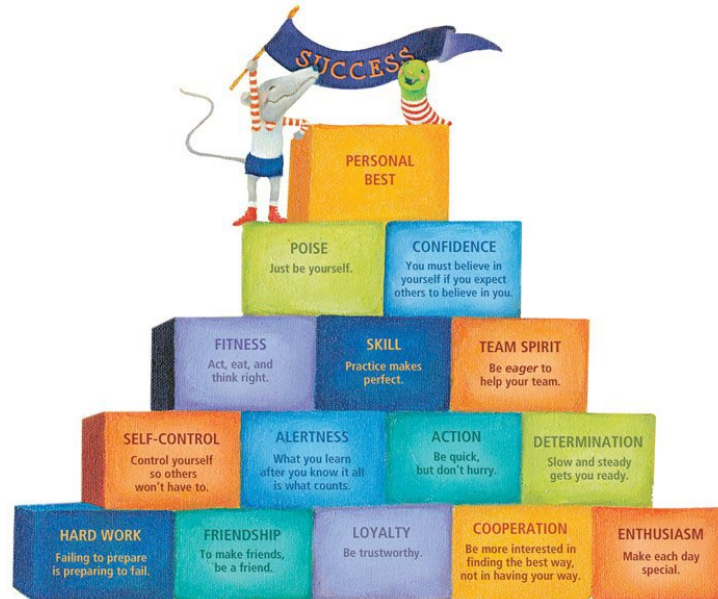 SUCCESS
PERSONAL
BEST
POISE
Just be yourself.
CONFIDENCE
You must believe in
yourself if you expect
others to believe in you.
FITNESS
Act, eat, and
think right.
SKILL
Practice makes
perfect.
TEAM SPIRIT
Be eager to
help your team.
SELF-CONTROL
Control yourself
so others
won't have to.
ALERTNESS
What you learn
after you know it all
is what counts.
ACTION
Be quick,
but don't hurry.
DETERMINATION
Slow and steady
gets you ready.
HARD WORK
Failing to prepare
is preparing to fail.
FRIENDSHIP
To make friends,
be a friend.
LOYALTY
Be trustworthy.
COOPERATION
Be more interested in
finding the best way,
not in having your way.
ENTHUSIASM
Make each day
special.